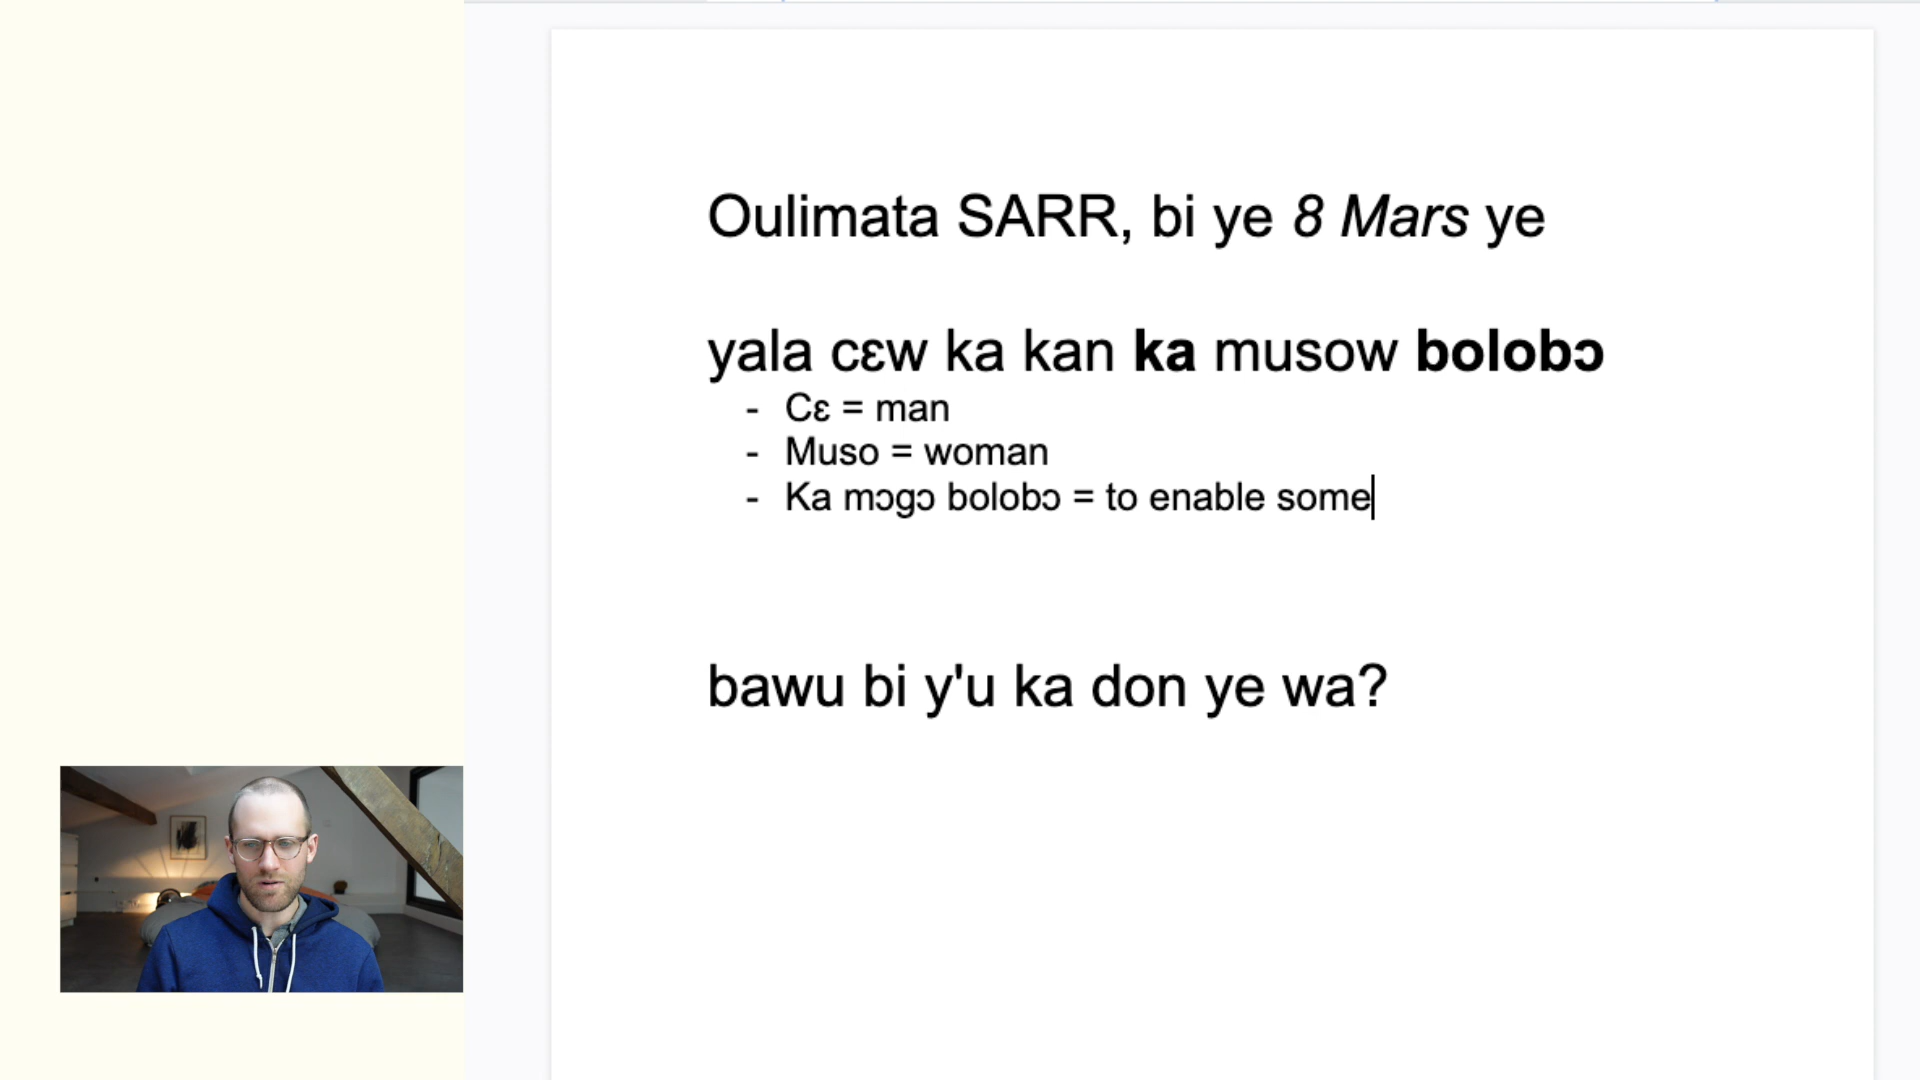 Oulimata SARR, bi ye 8 Mars ye
yala cɛw ka kan ka musow bolobɔ
- Cɛ = man
- Muso = woman
- Ka mɔgɔ bolobɔ = to enable some
bawu bi y'u ka don ye wa?